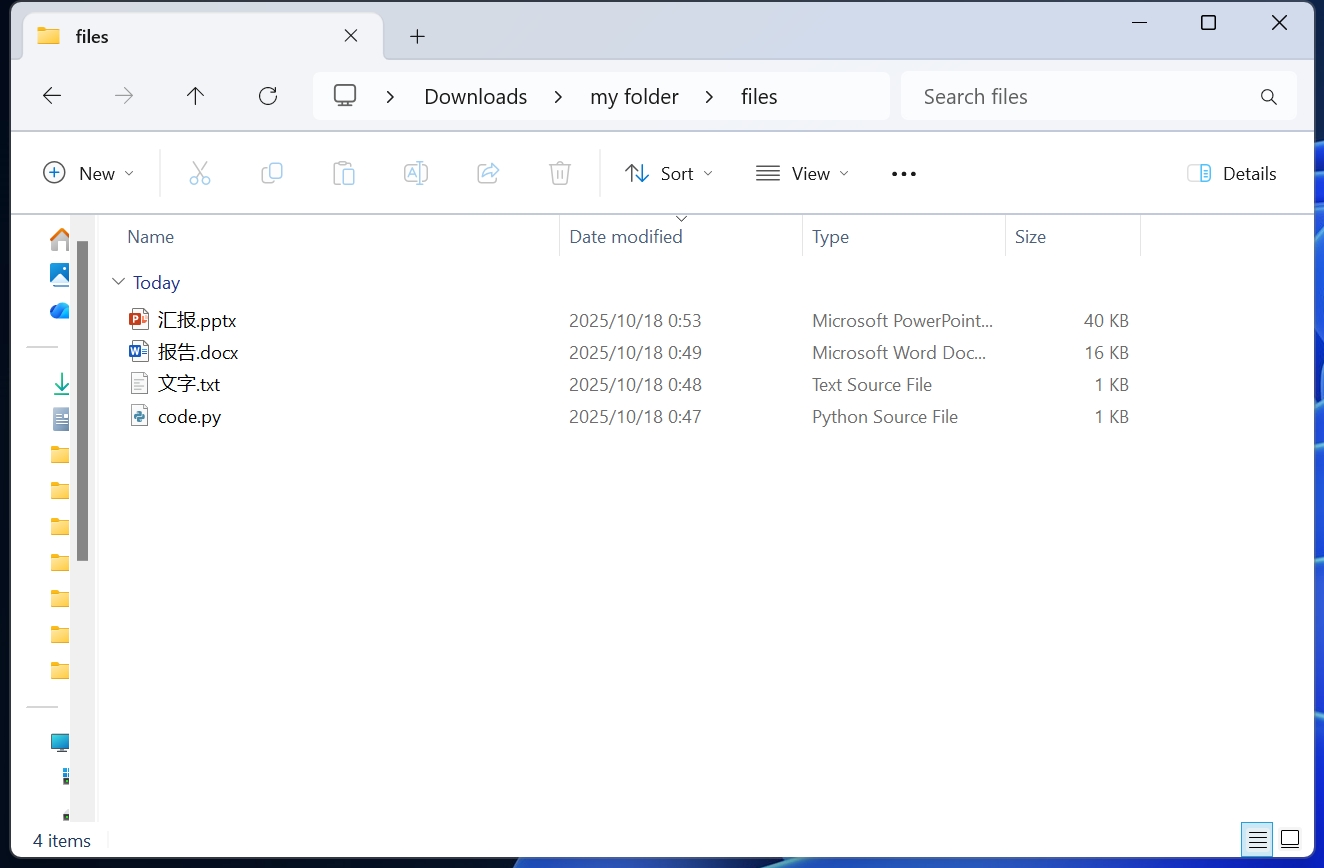 files
Downloads > my folder > files
Search files
New
Sort
View
Details
Name Date modified Type Size
Today
汇报.pptx 2025/10/18 0:53 Microsoft PowerPoint... 40 KB
报告.docx 2025/10/18 0:49 Microsoft Word Doc... 16 KB
文字.txt 2025/10/18 0:48 Text Source File 1 KB
code.py 2025/10/18 0:47 Python Source File 1 KB
4 items